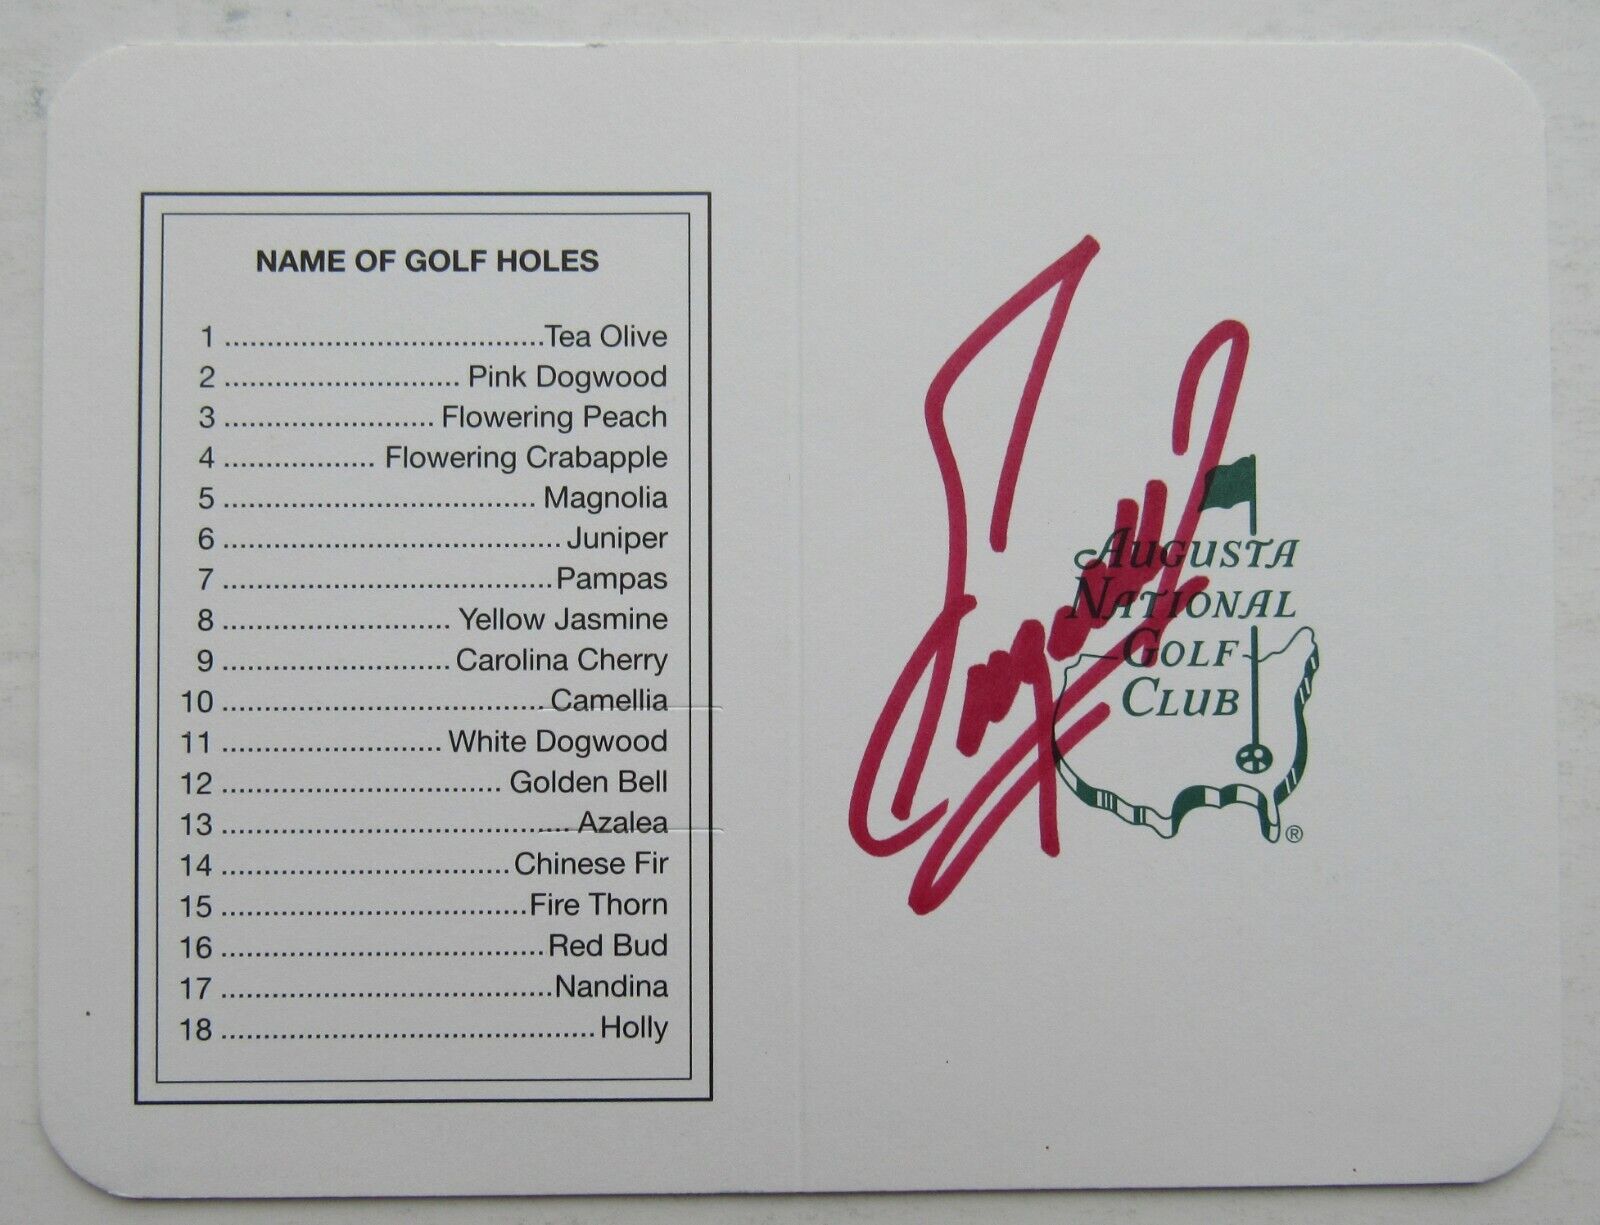 NAME OF GOLF HOLES
1 ..................................... Tea Olive
2 ........................... Pink Dogwood
3 ........................ Flowering Peach
4 .................. Flowering Crabapple
5 .................................... Magnolia
6 ....................................... Juniper
7 ...................................... Pampas
8 .......................... Yellow Jasmine
9 .......................... Carolina Cherry
10 ..................................... Camellia
11 ......................... White Dogwood
12 ................................ Golden Bell
13 ........................................ Azalea
14 ................................. Chinese Fir
15 ................................... Fire Thorn
16 ..................................... Red Bud
17 ...................................... Nandina
18 ........................................... Holly
AUGUSTA
NATIONAL
GOLF
CLUB
®